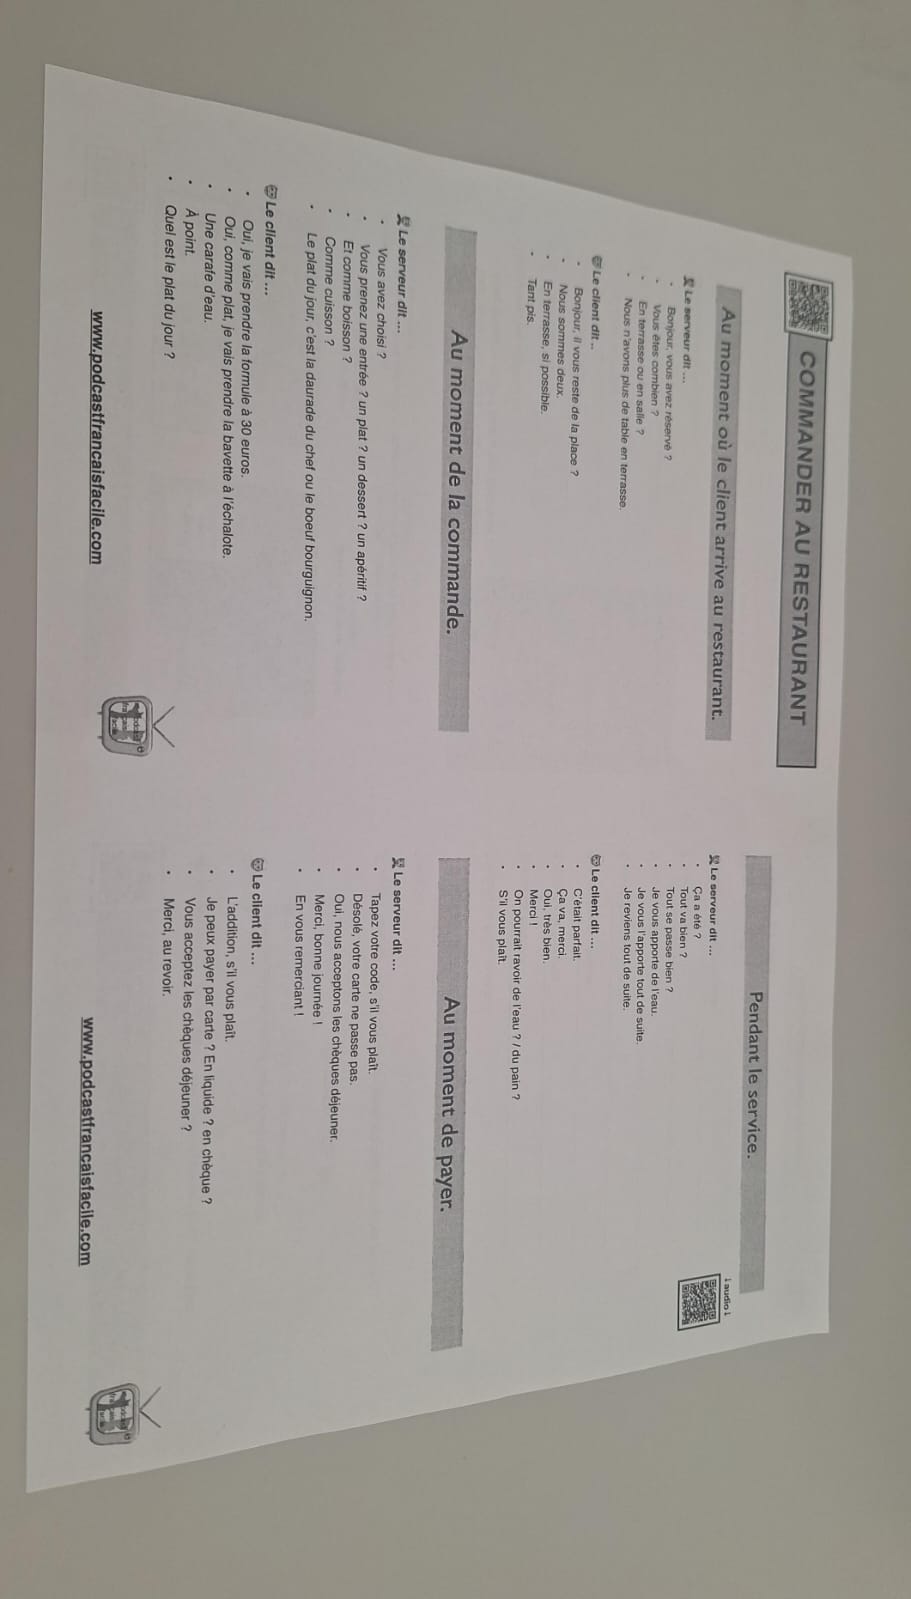 COMMANDER AU RESTAURANT
Au moment où le client arrive au restaurant.
Le serveur dit ...
• Bonjour, vous avez réservé ?
• Vous êtes combien ?
• En terrasse ou en salle ?
• Nous n'avons plus de table en terrasse.
Le client dit ..
• Bonjour, il vous reste de la place ?
• Nous sommes deux.
• En terrasse, si possible.
• Tant pis.
Au moment de la commande.
Le serveur dit ...
• Vous avez choisi ?
• Vous prenez une entrée ? un plat ? un dessert ? un apéritif ?
• Et comme boisson ?
• Comme cuisson ?
• Le plat du jour, c'est la daurade du chef ou le boeuf bourguignon.
Le client dit ...
• Oui, je vais prendre la formule à 30 euros.
• Oui, comme plat, je vais prendre la bavette à l'échalote.
• Une carafe d'eau.
• À point.
• Quel est le plat du jour ?
www.podcastfrancaisfacile.com
Pendant le service.
↓audio↓
Le serveur dit ...
• Ça a été ?
• Tout va bien ?
• Tout se passe bien ?
• Je vous apporte de l'eau.
• Je vous l'apporte tout de suite.
• Je reviens tout de suite.
Le client dit ...
• C'était parfait.
• Ça va, merci.
• Oui, très bien.
• Merci !
• On pourrait ravoir de l'eau ? / du pain ?
• S'il vous plaît.
Au moment de payer.
Le serveur dit ...
• Tapez votre code, s'il vous plaît.
• Désolé, votre carte ne passe pas.
• Oui, nous acceptons les chèques déjeuner.
• Merci, bonne journée !
• En vous remerciant !
Le client dit ...
• L'addition, s'il vous plaît.
• Je peux payer par carte ? En liquide ? en chèque ?
• Vous acceptez les chèques déjeuner ?
• Merci, au revoir.
www.podcastfrancaisfacile.com